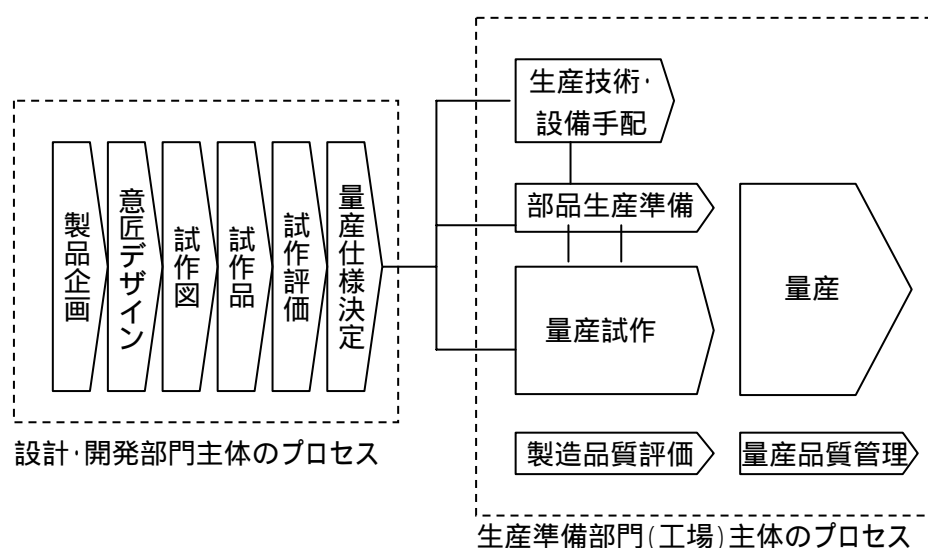 製品企画
意匠デザイン
試作図
試作品
試作評価
量産仕様決定
設計・開発部門主体のプロセス
生産技術・
設備手配
部品生産準備
量産試作
量産
製造品質評価
量産品質管理
生産準備部門(工場)主体のプロセス